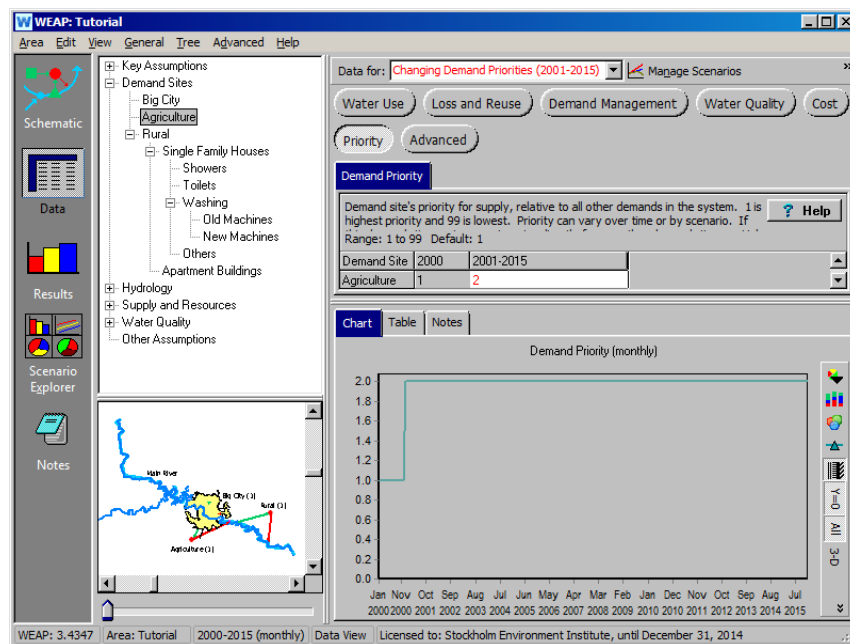 WEAP: Tutorial
Area Edit View General Tree Advanced Help
Schematic
Data
Results
Scenario
Explorer
Notes
Key Assumptions
Demand Sites
Big City
Agriculture
Rural
Single Family Houses
Showers
Toilets
Washing
Old Machines
New Machines
Others
Apartment Buildings
Hydrology
Supply and Resources
Water Quality
Other Assumptions
Main River
Big City (1)
Rural (1)
Agriculture (1)
Data for: Changing Demand Priorities (2001-2015) Manage Scenarios »
Water Use Loss and Reuse Demand Management Water Quality Cost
Priority Advanced
Demand Priority
Demand site's priority for supply, relative to all other demands in the system. 1 is
highest priority and 99 is lowest. Priority can vary over time or by scenario. If
? Help
Range: 1 to 99 Default: 1
Demand Site 2000 2001-2015
Agriculture 1 2
Chart Table Notes
Demand Priority (monthly)
2.0
1.8
1.6
1.4
1.2
1.0
0.8
0.6
0.4
0.2
0.0
Jan Nov Oct Sep Aug Jul Jun May Apr Mar Feb Jan Dec Nov Oct Sep Aug Jul
2000 2000 2001 2002 2003 2004 2005 2006 2007 2008 2009 2010 2010 2011 2012 2013 2014 2015
Y=0
All
3-D
WEAP: 3.4347 Area: Tutorial 2000-2015 (monthly) Data View Licensed to: Stockholm Environment Institute, until December 31, 2014